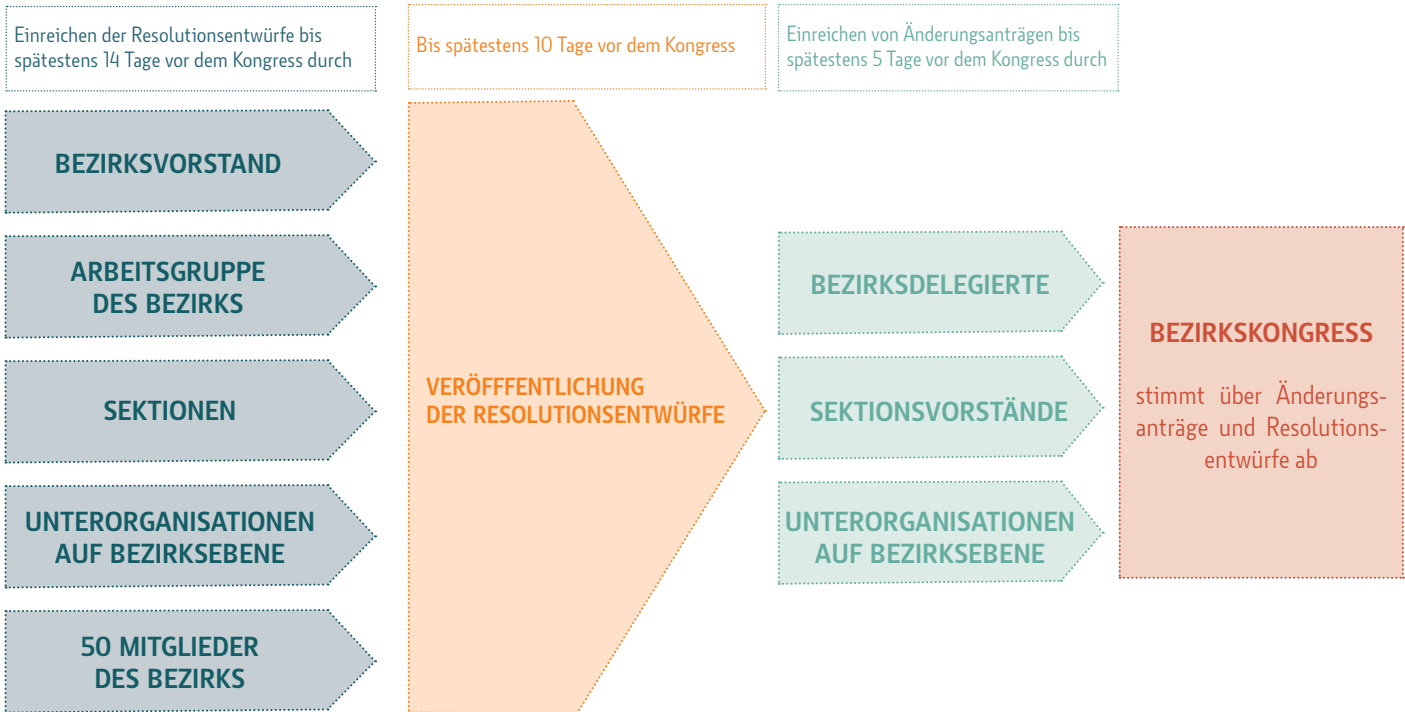 Einreichen der Resolutionsentwürfe bis
spätestens 14 Tage vor dem Kongress durch
BEZIRKSVORSTAND
ARBEITSGRUPPE
DES BEZIRKS
SEKTIONEN
UNTERORGANISATIONEN
AUF BEZIRKSEBENE
50 MITGLIEDER
DES BEZIRKS
Bis spätestens 10 Tage vor dem Kongress
VERÖFFFENTLICHUNG
DER RESOLUTIONSENTWÜRFE
Einreichen von Änderungsanträgen bis
spätestens 5 Tage vor dem Kongress durch
BEZIRKSDELEGIERTE
SEKTIONSVORSTÄNDE
UNTERORGANISATIONEN
AUF BEZIRKSEBENE
BEZIRKSKONGRESS
stimmt über Änderungs-
anträge und Resolutions-
entwürfe ab